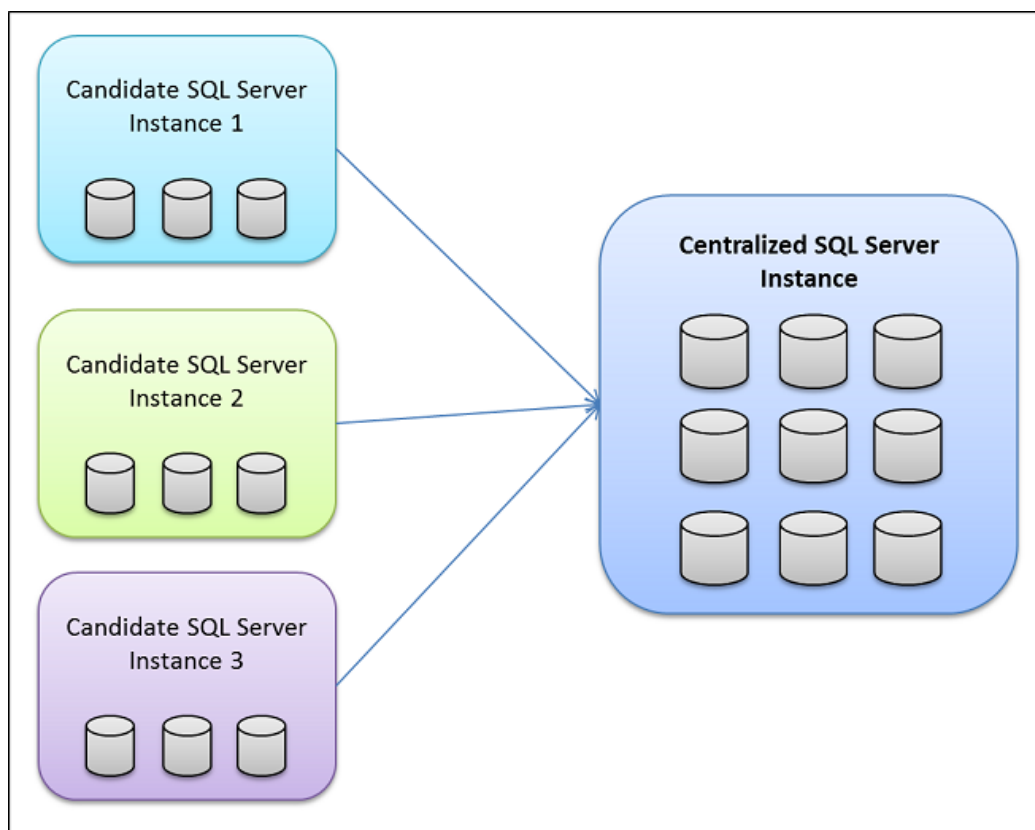 Candidate SQL Server
Instance 1
Candidate SQL Server
Instance 2
Candidate SQL Server
Instance 3
Centralized SQL Server
Instance